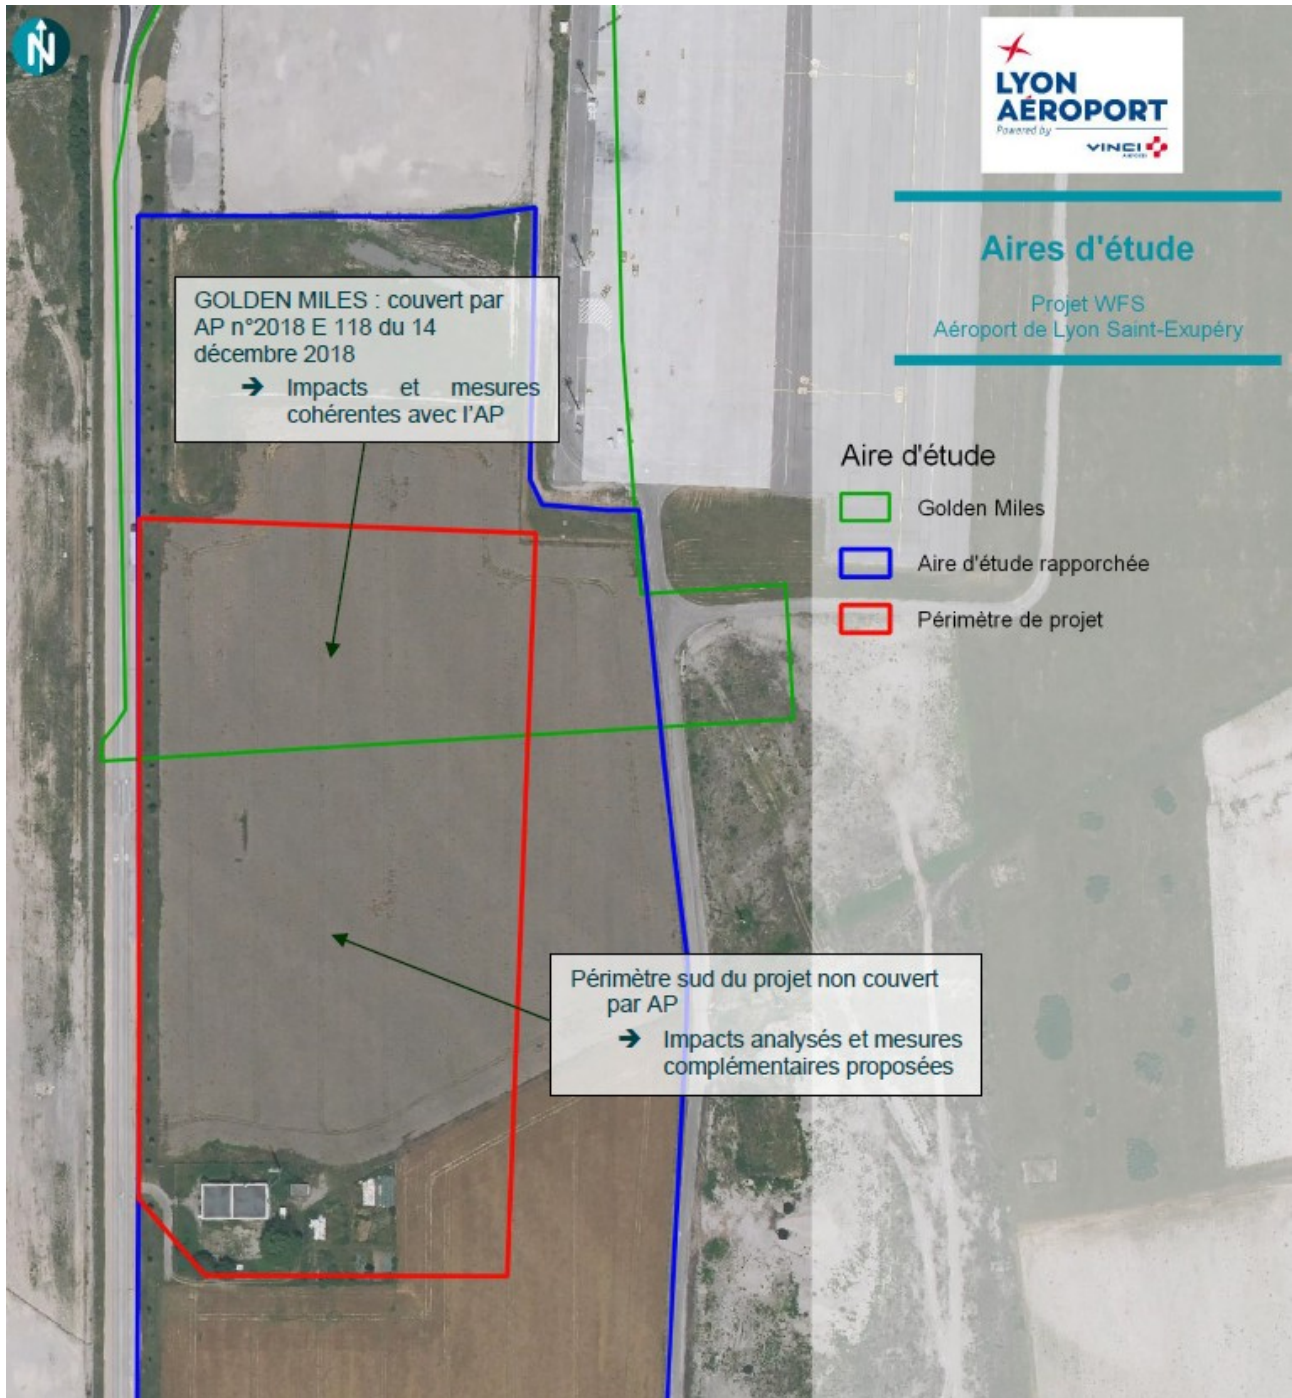 N
LYON
AÉROPORT
Powered by
VINCI
AIRPORTS
Aires d'étude
Projet WFS
Aéroport de Lyon Saint-Exupéry
GOLDEN MILES : couvert par
AP n°2018 E 118 du 14
décembre 2018
→ Impacts et mesures
cohérentes avec l'AP
Aire d'étude
Golden Miles
Aire d'étude rapporchée
Périmètre de projet
Périmètre sud du projet non couvert
par AP
→ Impacts analysés et mesures
complémentaires proposées